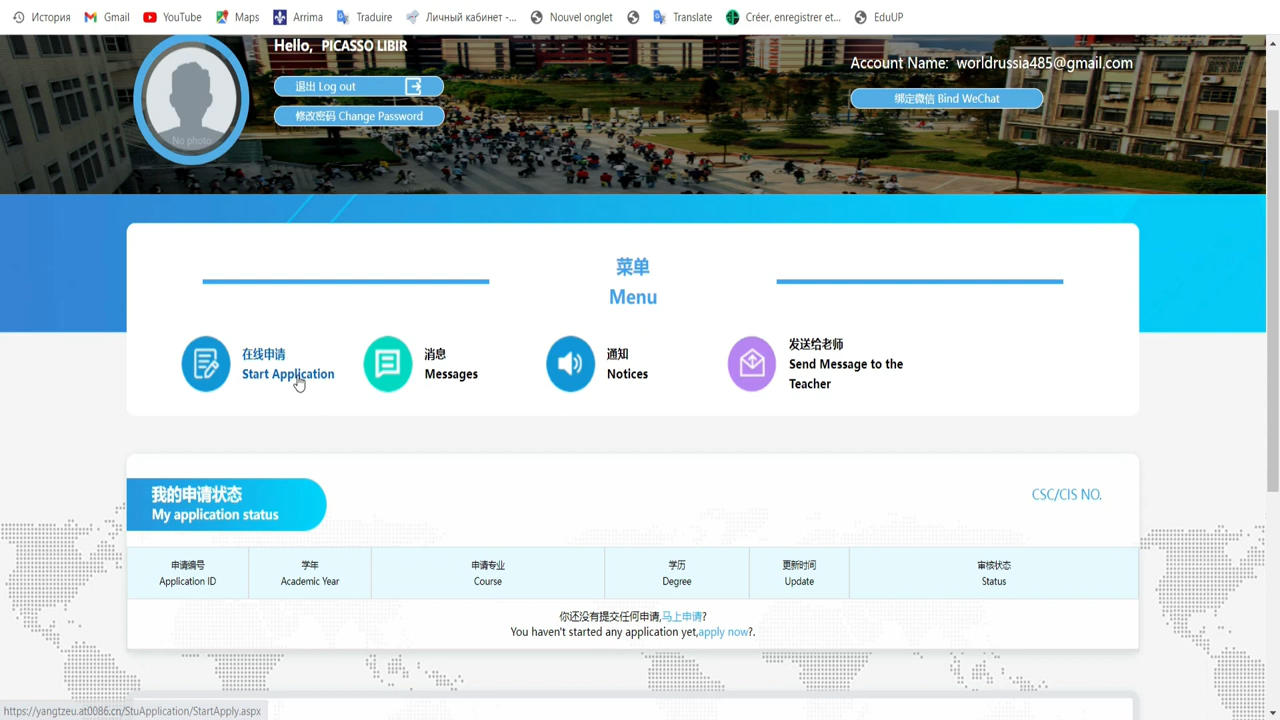 История Gmail YouTube Maps Arrima Traduire Личный кабинет -... Nouvel onglet Translate Créer, enregistrer et... EduUP
Hello, PICASSO LIBIR
Account Name: worldrussia485@gmail.com
退出 Log out
绑定微信 Bind WeChat
修改密码 Change Password
No photo
菜单
Menu
在线申请
Start Application
消息
Messages
通知
Notices
发送给老师
Send Message to the
Teacher
我的申请状态
My application status
CSC/CIS NO.
申请编号 学年 申请专业 学历 更新时间 审核状态
Application ID Academic Year Course Degree Update Status
你还没有提交任何申请,马上申请?
You haven't started any application yet,apply now?.
https://yangtzeu.at0086.cn/StuApplication/StartApply.aspx